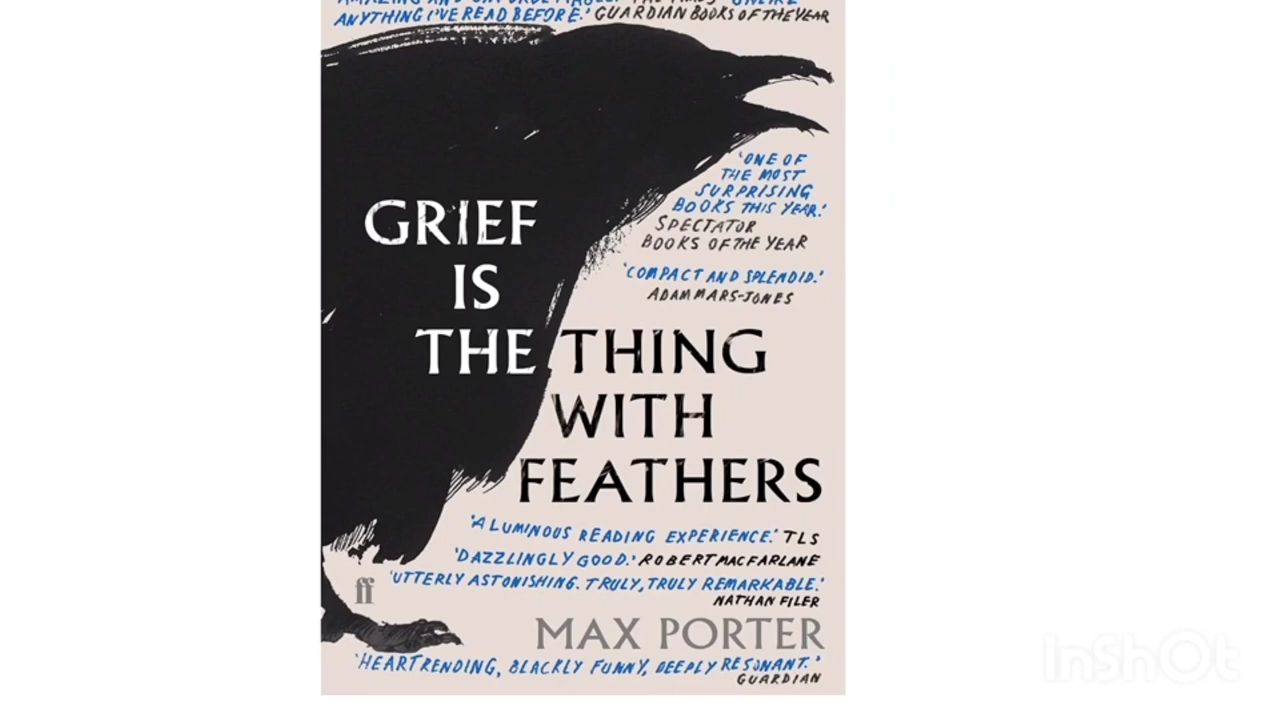 ANYTHING I'VE READ BEFORE.' GUARDIAN BOOKS OF THE YEAR
'ONE OF
THE MOST
SURPRISING
BOOKS THIS YEAR.'
SPECTATOR
BOOKS OF THE YEAR
'COMPACT AND SPLENDID.'
ADAM MARS-JONES
GRIEF
IS
THE THING
WITH
FEATHERS
'A LUMINOUS READING EXPERIENCE.' TLS
'DAZZLINGLY GOOD.' ROBERT MACFARLANE
'UTTERLY ASTONISHING. TRULY, TRULY REMARKABLE.'
NATHAN FILER
ff
MAX PORTER
'HEARTRENDING, BLACKLY FUNNY, DEEPLY RESONANT.'
GUARDIAN
InShOt